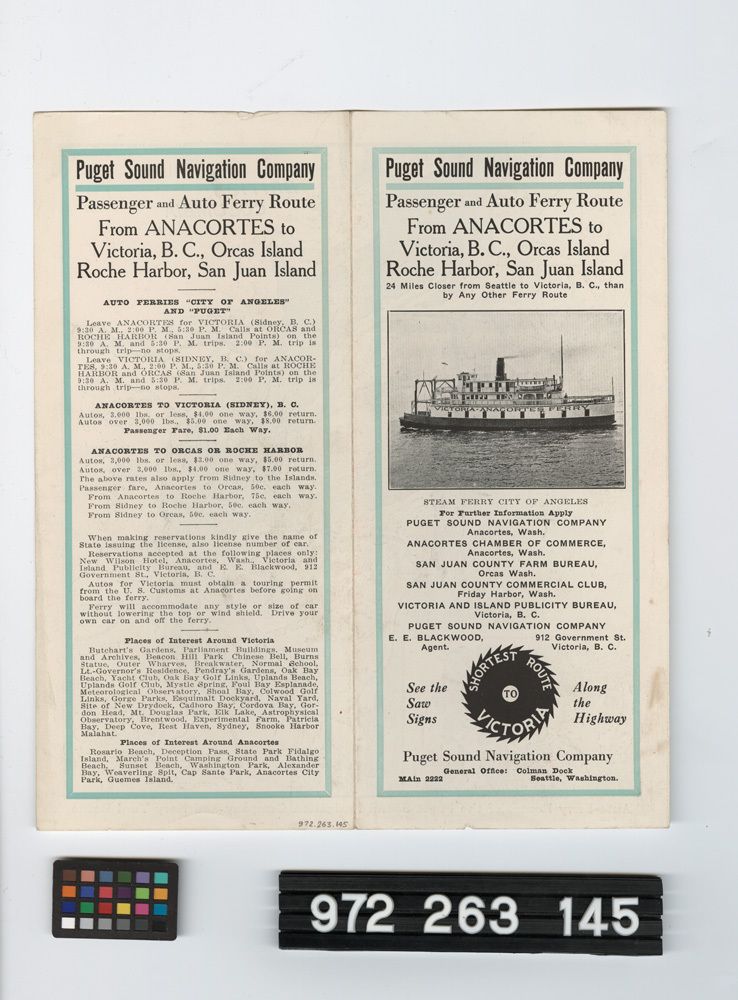 Puget Sound Navigation Company
Passenger and Auto Ferry Route
From ANACORTES to
Victoria, B. C., Orcas Island
Roche Harbor, San Juan Island
AUTO FERRIES "CITY OF ANGELES"
AND "PUGET"
Leave ANACORTES for VICTORIA (Sidney, B. C.)
9:30 A. M., 2:00 P. M., 5:30 P. M. Calls at ORCAS and
ROCHE HARBOR (San Juan Island Points) on the
9:30 A. M. and 5:30 P. M. trips. 2:00 P. M. trip is
through trip—no stops.
Leave VICTORIA (SIDNEY, B. C.) for ANACOR-
TES, 9:30 A. M., 2:00 P. M., 5:30 P. M. Calls at ROCHE
HARBOR and ORCAS (San Juan Island Points) on the
9:30 A. M. and 5:30 P. M. trips. 2:00 P. M. trip is
through trip—no stops.
ANACORTES TO VICTORIA (SIDNEY), B. C.
Autos, 3,000 lbs. or less, $4.00 one way, $6.00 return.
Autos over 3,000 lbs., $5.00 one way, $8.00 return.
Passenger Fare, $1.00 Each Way.
ANACORTES TO ORCAS OR ROCHE HARBOR
Autos, 3,000 lbs. or less, $3.00 one way, $5.00 return.
Autos, over 3,000 lbs., $4.00 one way, $7.00 return.
The above rates also apply from Sidney to the Islands.
Passenger fare, Anacortes to Orcas, 50c. each way.
From Anacortes to Roche Harbor, 75c. each way.
From Sidney to Roche Harbor, 50c. each way.
From Sidney to Orcas, 50c. each way.
When making reservations kindly give the name of
State issuing the license, also license number of car.
Reservations accepted at the following places only:
New Wilson Hotel, Anacortes, Wash., Victoria and
Island Publicity Bureau, and E. E. Blackwood, 912
Government St., Victoria, B. C.
Autos for Victoria must obtain a touring permit
from the U. S. Customs at Anacortes before going on
board the ferry.
Ferry will accommodate any style or size of car
without lowering the top or wind shield. Drive your
own car on and off the ferry.
Places of Interest Around Victoria
Butchart's Gardens, Parliament Buildings, Museum
and Archives, Beacon Hill Park Chinese Bell, Burns
Statue, Outer Wharves, Breakwater, Normal School,
Lt.-Governor's Residence, Pendray's Gardens, Oak Bay
Beach, Yacht Club, Oak Bay Golf Links, Uplands Beach,
Uplands Golf Club, Mystic Spring, Foul Bay Esplanade,
Meteorological Observatory, Shoal Bay, Colwood Golf
Links, Gorge Parks, Esquimalt Dockyard, Naval Yard,
Site of New Drydock, Cadboro Bay, Cordova Bay, Gor-
don Head, Mt. Douglas Park, Elk Lake, Astrophysical
Observatory, Brentwood, Experimental Farm, Patricia
Bay, Deep Cove, Rest Haven, Sydney, Snooke Harbor
Malahat.
Places of Interest Around Anacortes
Rosario Beach, Deception Pass, State Park Fidalgo
Island, March's Point Camping Ground and Bathing
Beach, Sunset Beach, Washington Park, Alexander
Bay, Weaverling Spit, Cap Sante Park, Anacortes City
Park, Guemes Island.
972.263.145
Puget Sound Navigation Company
Passenger and Auto Ferry Route
From ANACORTES to
Victoria, B. C., Orcas Island
Roche Harbor, San Juan Island
24 Miles Closer from Seattle to Victoria, B. C., than
by Any Other Ferry Route
VICTORIA-ANACORTES FERRY
STEAM FERRY CITY OF ANGELES
For Further Information Apply
PUGET SOUND NAVIGATION COMPANY
Anacortes, Wash.
ANACORTES CHAMBER OF COMMERCE,
Anacortes, Wash.
SAN JUAN COUNTY FARM BUREAU,
Orcas Wash.
SAN JUAN COUNTY COMMERCIAL CLUB,
Friday Harbor, Wash.
VICTORIA AND ISLAND PUBLICITY BUREAU,
Victoria, B. C.
PUGET SOUND NAVIGATION COMPANY
E. E. BLACKWOOD, 912 Government St.
Agent. Victoria, B. C.
See the
Saw
Signs
SHORTEST ROUTE
TO
VICTORIA
Along
the
Highway
Puget Sound Navigation Company
General Office: Colman Dock
MAin 2222 Seattle, Washington.
972 263 145